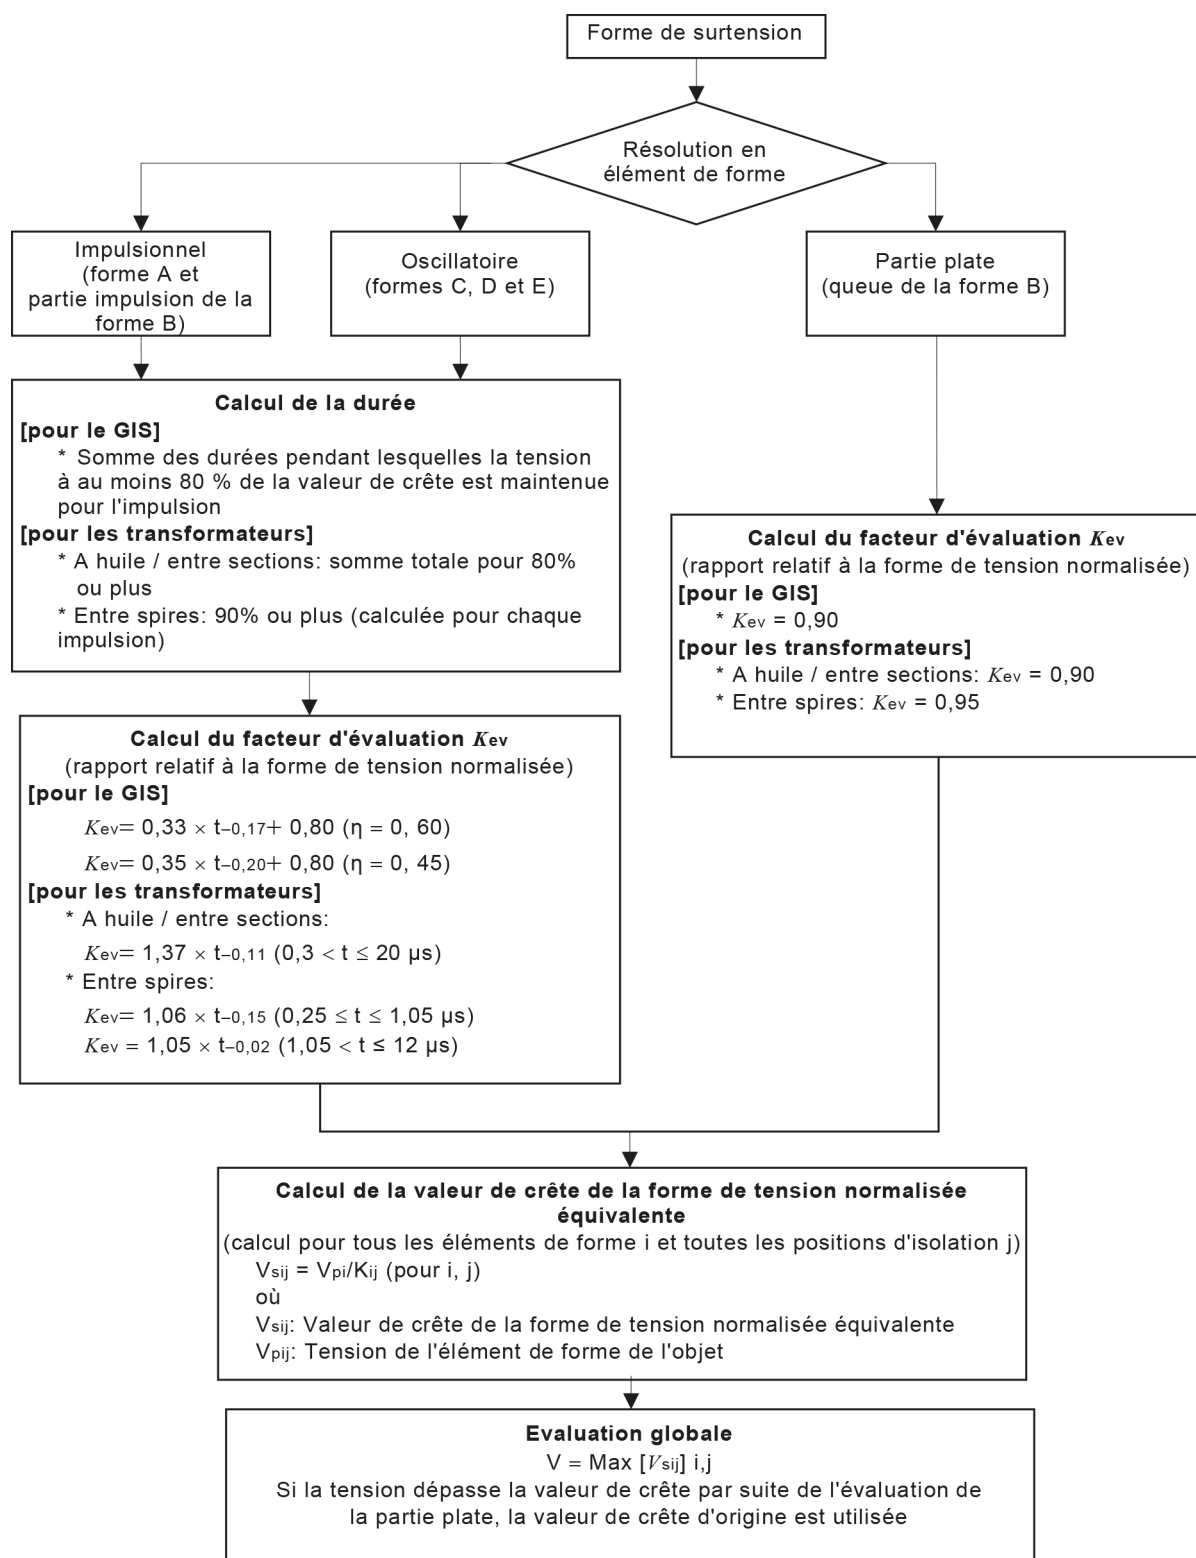 Forme de surtension
Résolution en
élément de forme
Impulsionnel
(forme A et
partie impulsion de la
forme B)
Oscillatoire
(formes C, D et E)
Partie plate
(queue de la forme B)
Calcul de la durée
[pour le GIS]
* Somme des durées pendant lesquelles la tension
à au moins 80 % de la valeur de crête est maintenue
pour l'impulsion
[pour les transformateurs]
* A huile / entre sections: somme totale pour 80%
ou plus
* Entre spires: 90% ou plus (calculée pour chaque
impulsion)
Calcul du facteur d'évaluation Kev
(rapport relatif à la forme de tension normalisée)
[pour le GIS]
* Kev = 0,90
[pour les transformateurs]
* A huile / entre sections: Kev = 0,90
* Entre spires: Kev = 0,95
Calcul du facteur d'évaluation Kev
(rapport relatif à la forme de tension normalisée)
[pour le GIS]
Kev= 0,33 × t–0,17+ 0,80 (η = 0, 60)
Kev= 0,35 × t–0,20+ 0,80 (η = 0, 45)
[pour les transformateurs]
* A huile / entre sections:
Kev= 1,37 × t–0,11 (0,3 < t ≤ 20 μs)
* Entre spires:
Kev= 1,06 × t–0,15 (0,25 ≤ t ≤ 1,05 μs)
Kev = 1,05 × t–0,02 (1,05 < t ≤ 12 μs)
Calcul de la valeur de crête de la forme de tension normalisée
équivalente
(calcul pour tous les éléments de forme i et toutes les positions d'isolation j)
Vsij = Vpi/Kij (pour i, j)
où
Vsij: Valeur de crête de la forme de tension normalisée équivalente
Vpij: Tension de l'élément de forme de l'objet
Evaluation globale
V = Max [Vsij] i,j
Si la tension dépasse la valeur de crête par suite de l'évaluation de
la partie plate, la valeur de crête d'origine est utilisée